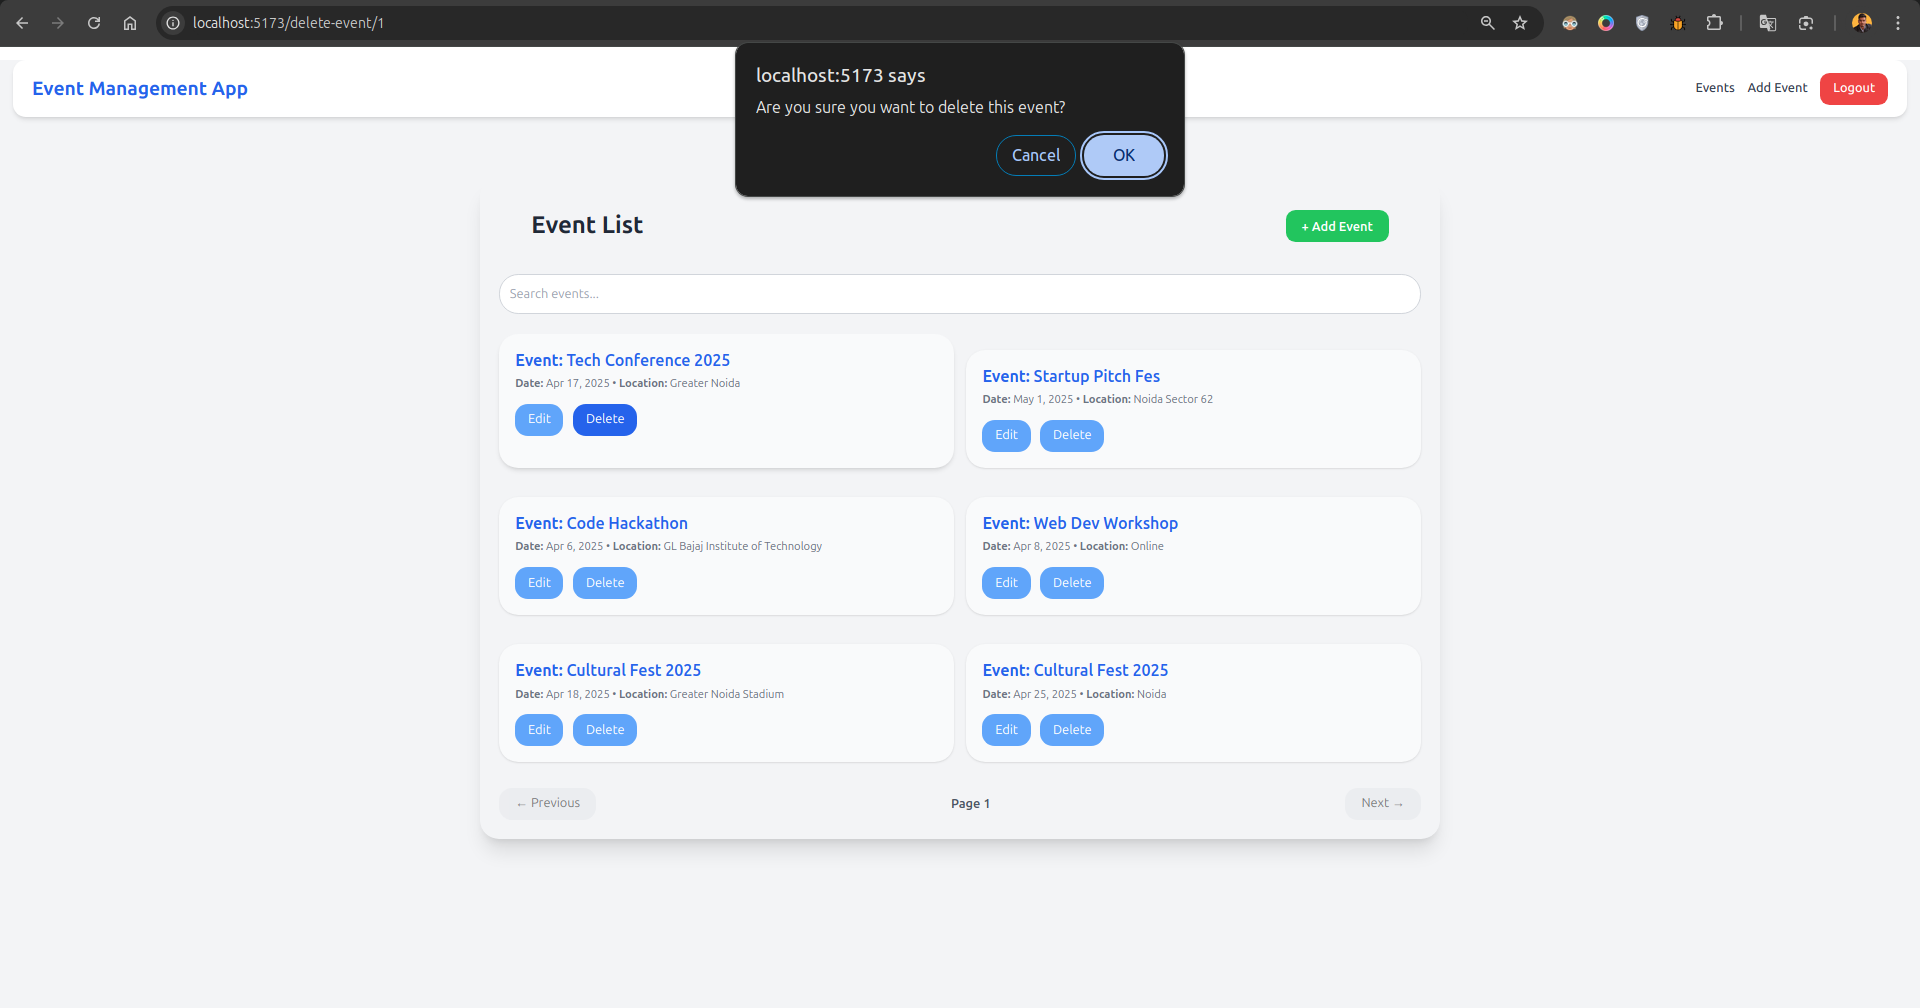 localhost:5173/delete-event/1
localhost:5173 says
Are you sure you want to delete this event?
Cancel OK
Event Management App Events Add Event Logout
Event List + Add Event
Search events...
Event: Tech Conference 2025
Date: Apr 17, 2025 • Location: Greater Noida
Edit Delete
Event: Startup Pitch Fes
Date: May 1, 2025 • Location: Noida Sector 62
Edit Delete
Event: Code Hackathon
Date: Apr 6, 2025 • Location: GL Bajaj Institute of Technology
Edit Delete
Event: Web Dev Workshop
Date: Apr 8, 2025 • Location: Online
Edit Delete
Event: Cultural Fest 2025
Date: Apr 18, 2025 • Location: Greater Noida Stadium
Edit Delete
Event: Cultural Fest 2025
Date: Apr 25, 2025 • Location: Noida
Edit Delete
← Previous Page 1 Next →